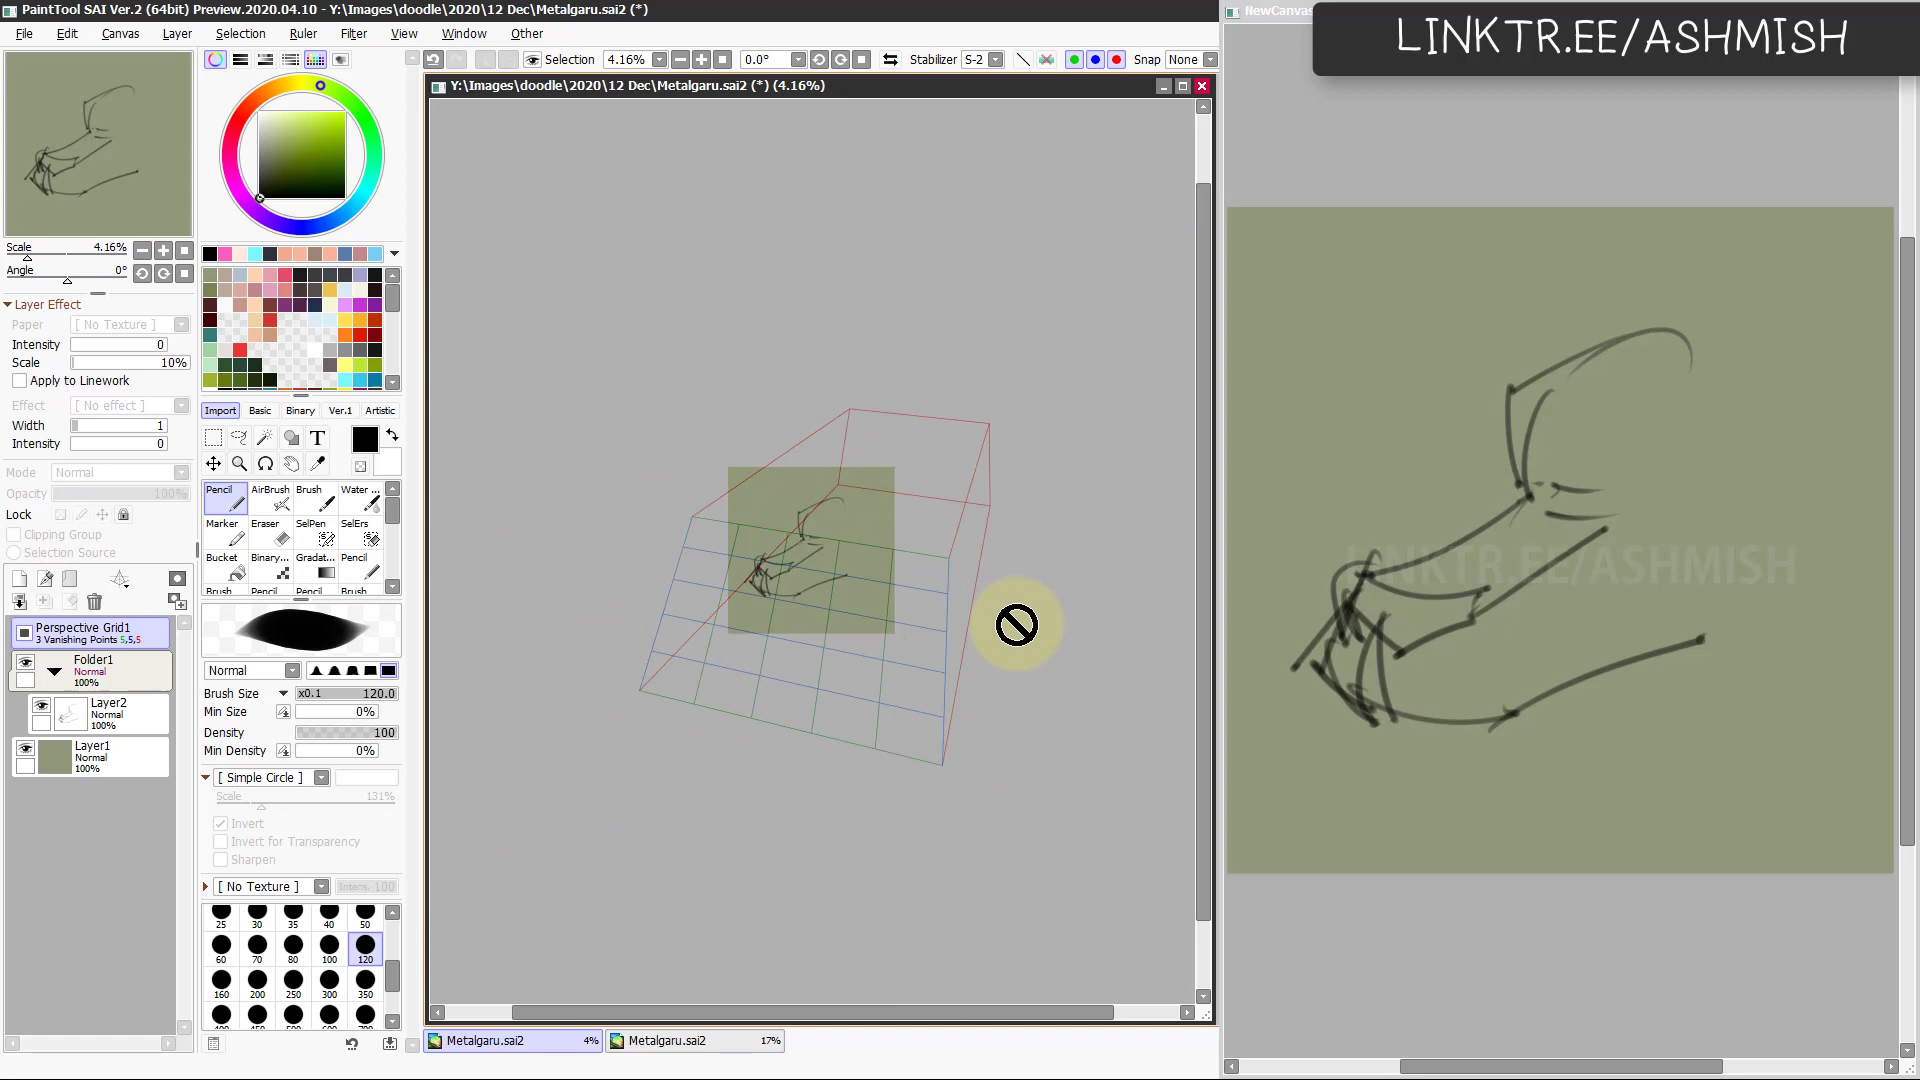 PaintTool SAI Ver.2 (64bit) Preview.2020.04.10 - Y:\Images\doodle\2020\12 Dec\Metalgaru.sai2 (*)
NewCanvas
LINKTR.EE/ASHMISH
File Edit Canvas Layer Selection Ruler Filter View Window Other
Selection 4.16% 0.0° Stabilizer S-2 Snap None
Y:\Images\doodle\2020\12 Dec\Metalgaru.sai2 (*) (4.16%)
Scale 4.16%
Angle 0°
Layer Effect
Paper [ No Texture ]
Intensity 0
Scale 10%
Apply to Linework
Effect [ No effect ]
Width 1
Intensity 0
Mode Normal
Opacity 100%
Lock
Clipping Group
Selection Source
Perspective Grid1
3 Vanishing Points 5,5,5
Folder1
Normal
100%
Layer2
Normal
100%
Layer1
Normal
100%
Import Basic Binary Ver.1 Artistic
T
Pencil AirBrush Brush Water ...
Marker Eraser SelPen SelErs
Bucket Binary... Gradat... Pencil
Brush Pencil Brush Brush
Normal
Brush Size x0.1 120.0
Min Size 0%
Density 100
Min Density 0%
[ Simple Circle ]
Scale 131%
Invert
Invert for Transparency
Sharpen
[ No Texture ] Intens. 100
25 30 35 40 50
60 70 80 100 120
160 200 250 300 350
400 450 500 600 700
LINKTR.EE/ASHMISH
Metalgaru.sai2 4% Metalgaru.sai2 17%